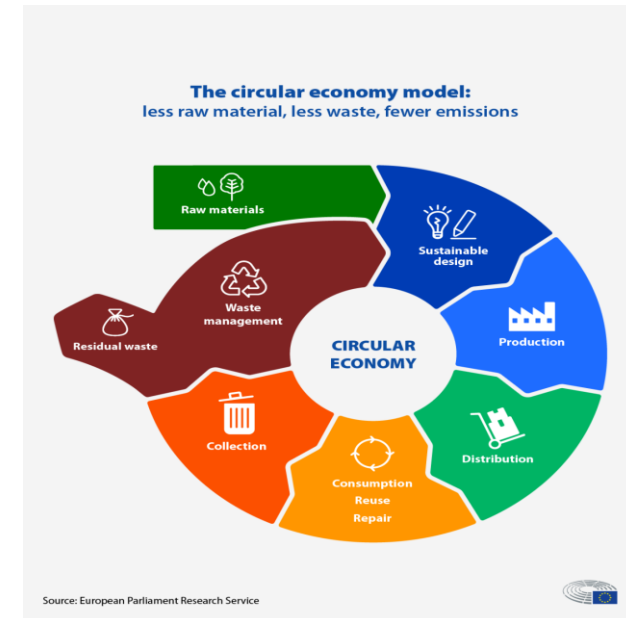 The circular economy model:
less raw material, less waste, fewer emissions
Raw materials
Sustainable
design
Production
Distribution
Consumption
Reuse
Repair
Collection
Waste
management
Residual waste
CIRCULAR
ECONOMY
Source: European Parliament Research Service